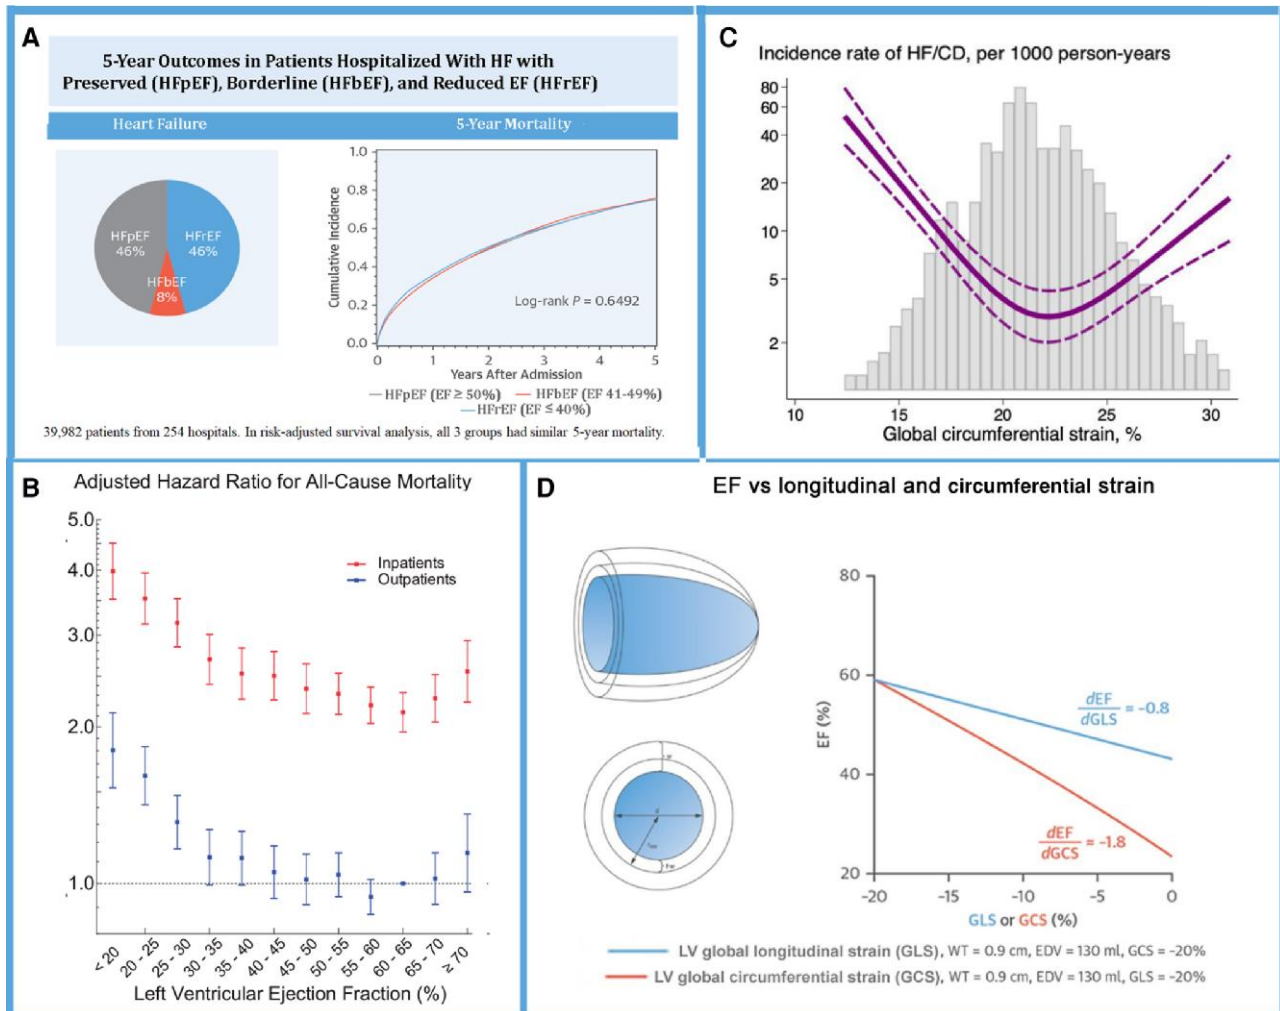 A
5-Year Outcomes in Patients Hospitalized With HF with
Preserved (HFpEF), Borderline (HFbEF), and Reduced EF (HFrEF)
Heart Failure
5-Year Mortality
HFpEF
46%
HFrEF
46%
HFbEF
8%
Cumulative Incidence
1.0
0.8
0.6
0.4
0.2
0.0
Log-rank P = 0.6492
0 1 2 3 4 5
Years After Admission
HFpEF (EF ≥ 50%) HFbEF (EF 41-49%)
HFrEF (EF ≤ 40%)
39,982 patients from 254 hospitals. In risk-adjusted survival analysis, all 3 groups had similar 5-year mortality.
C
Incidence rate of HF/CD, per 1000 person-years
80
60
40
20
10
5
2
10 15 20 25 30
Global circumferential strain, %
B
Adjusted Hazard Ratio for All-Cause Mortality
5.0
4.0
3.0
2.0
1.0
Inpatients
Outpatients
< 20 20 - 25 25 - 30 30 - 35 35 - 40 40 - 45 45 - 50 50 - 55 55 - 60 60 - 65 65 - 70 ≥ 70
Left Ventricular Ejection Fraction (%)
D
EF vs longitudinal and circumferential strain
EF (%)
80
60
40
20
dEF
dGLS = -0.8
dEF
dGCS = -1.8
-20 -15 -10 -5 0
GLS or GCS (%)
LV global longitudinal strain (GLS), WT = 0.9 cm, EDV = 130 ml, GCS = -20%
LV global circumferential strain (GCS), WT = 0.9 cm, EDV = 130 ml, GLS = -20%